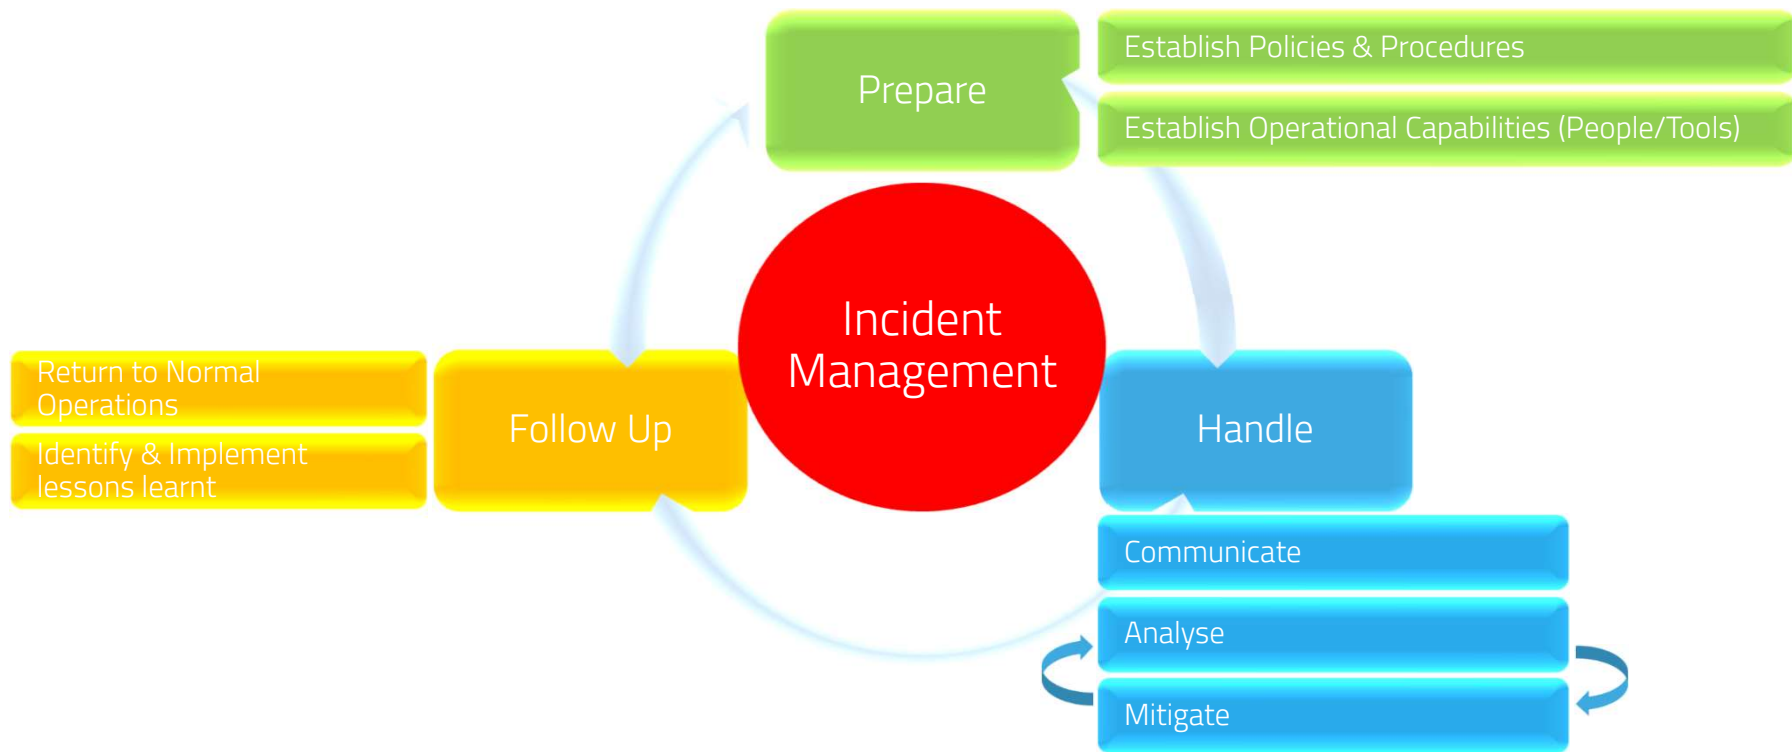 Prepare
Establish Policies & Procedures
Establish Operational Capabilities (People/Tools)
Incident
Management
Handle
Communicate
Analyse
Mitigate
Follow Up
Return to Normal
Operations
Identify & Implement
lessons learnt